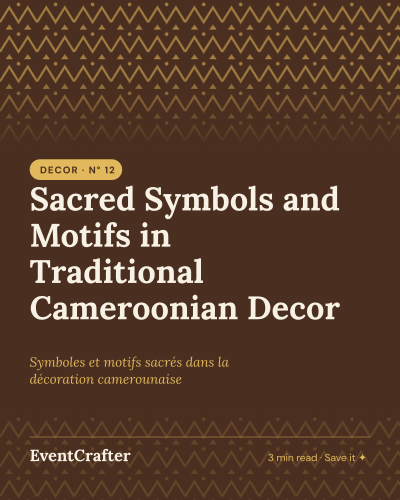 DECOR · N° 12
Sacred Symbols and
Motifs in
Traditional
Cameroonian Decor
Symboles et motifs sacrés dans la
décoration camerounaise
EventCrafter
3 min read · Save it ✦